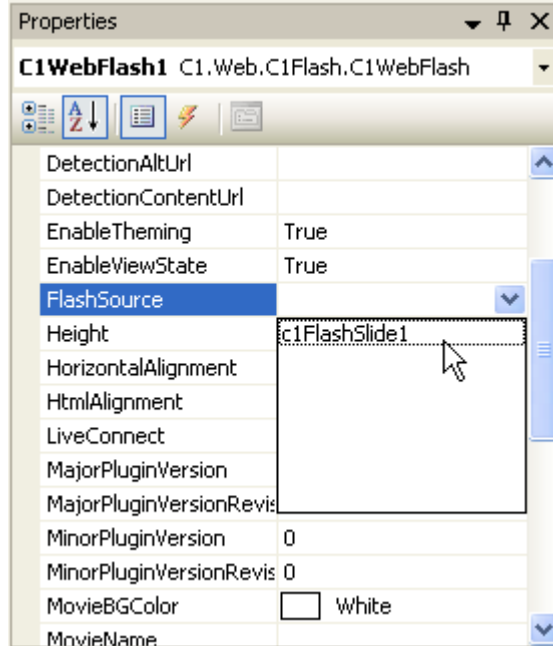 Properties
C1WebFlash1 C1.Web.C1Flash.C1WebFlash
DetectionAltUrl
DetectionContentUrl
EnableTheming True
EnableViewState True
FlashSource
Height c1FlashSlide1
HorizontalAlignment
HtmlAlignment
LiveConnect
MajorPluginVersion
MajorPluginVersionRevis
MinorPluginVersion 0
MinorPluginVersionRevis 0
MovieBGColor White
MovieName